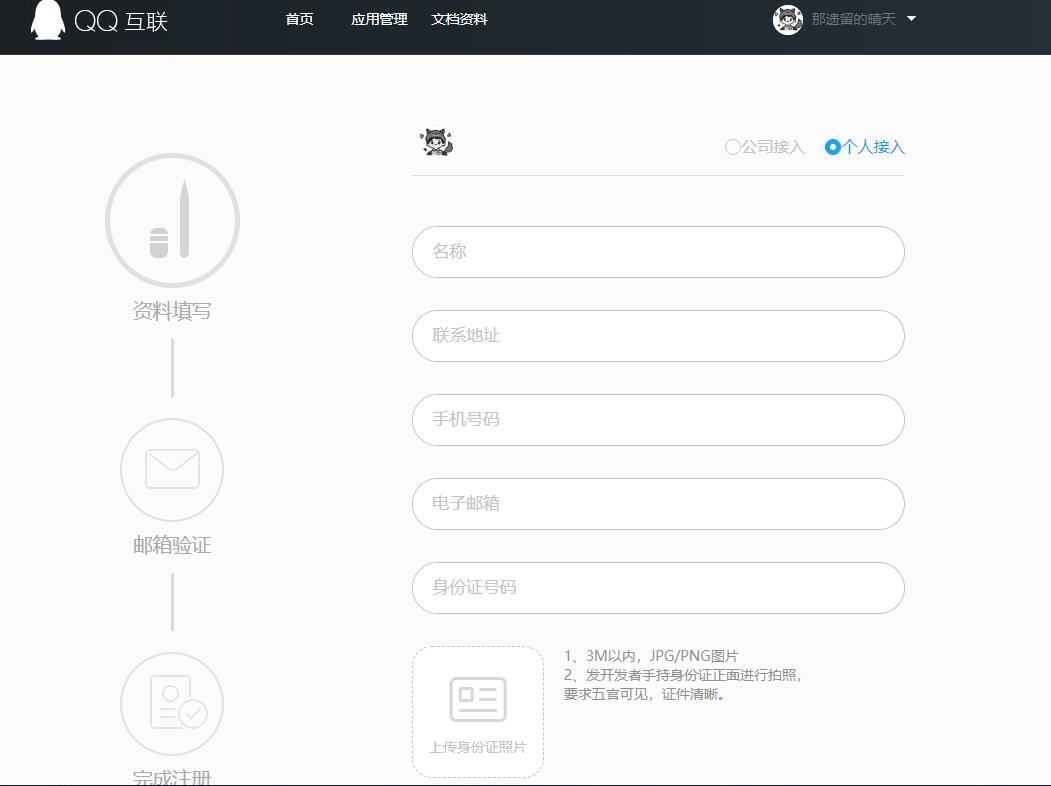 QQ 互联
首页 应用管理 文档资料
那遗留的晴天
公司接入 个人接入
名称
资料填写
联系地址
手机号码
电子邮箱
邮箱验证
身份证号码
1、3M以内，JPG/PNG图片
2、发开发者手持身份证正面进行拍照，
要求五官可见，证件清晰。
上传身份证照片
完成注册